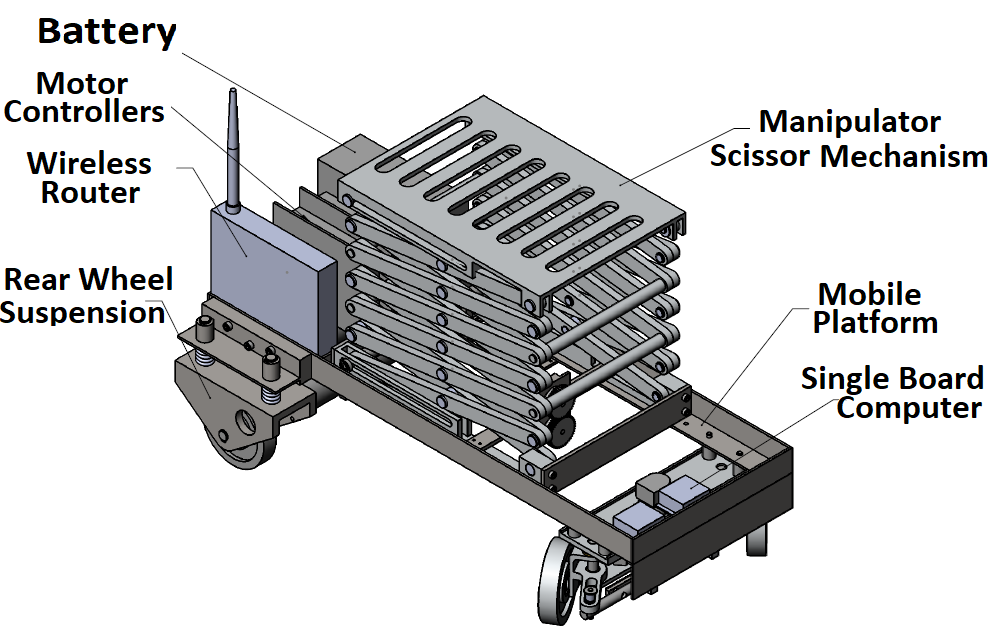 Battery
Motor
Controllers
Wireless
Router
Rear Wheel
Suspension
Manipulator
Scissor Mechanism
Mobile
Platform
Single Board
Computer